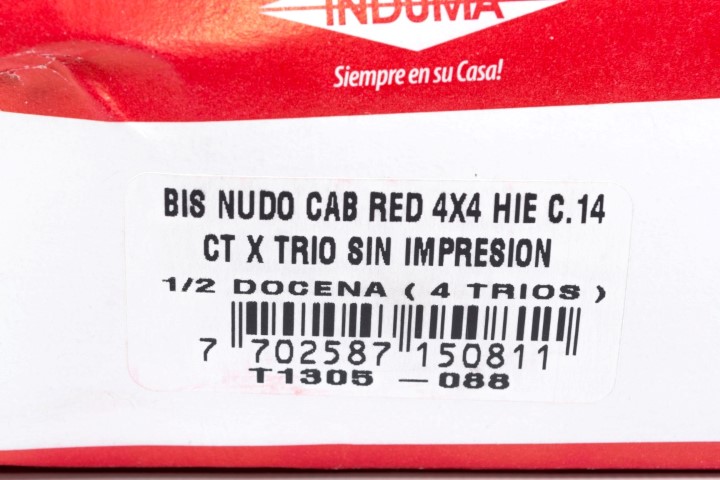 INDUMA
Siempre en su Casa!
BIS NUDO CAB RED 4X4 HIE C.14
CT X TRIO SIN IMPRESION
1/2 DOCENA ( 4 TRIOS )
7 702587 150811
T1305 - 088